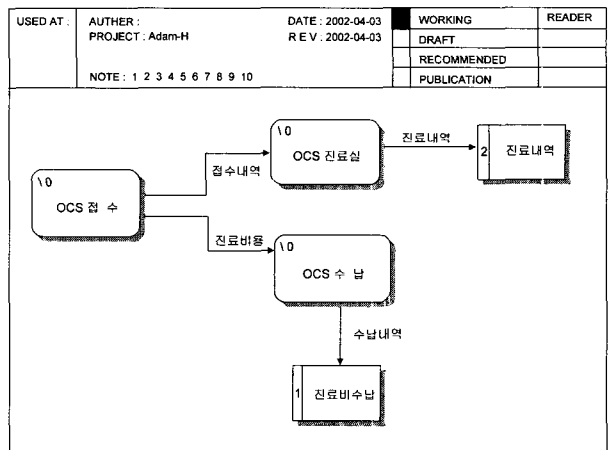 USED AT :
AUTHER :
DATE : 2002-04-03
WORKING
READER
PROJECT : Adam-H
R E V : 2002-04-03
DRAFT
RECOMMENDED
NOTE : 1 2 3 4 5 6 7 8 9 10
PUBLICATION
\ 0
OCS 진료실
진료내역
2
진료내역
접수내역
\ 0
OCS 접 수
진료비용
\ 0
OCS 수 납
수납내역
1
진료비수납